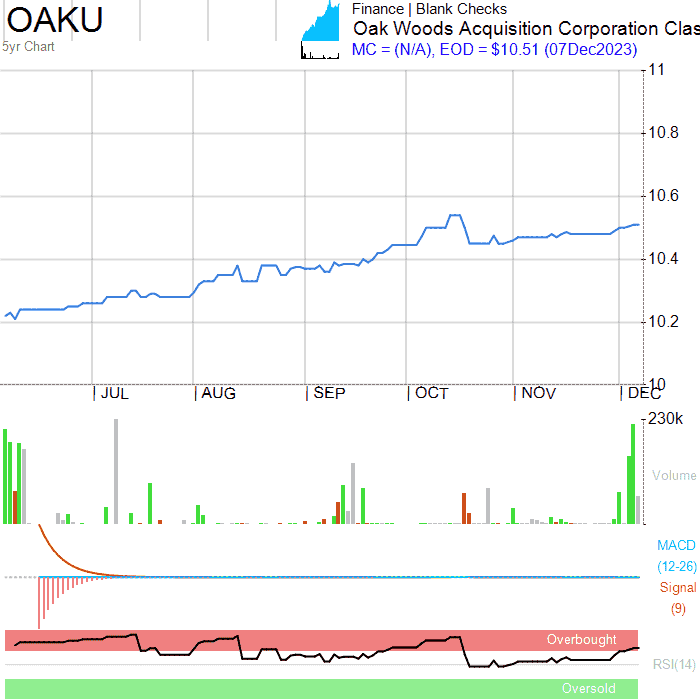 OAKU
5yr Chart
Finance | Blank Checks
Oak Woods Acquisition Corporation Clas
MC = (N/A), EOD = $10.51 (07Dec2023)
11
10.8
10.6
10.4
10.2
10
JUL AUG SEP OCT NOV DEC
230k
Volume
MACD
(12-26)
Signal
(9)
Overbought
RSI(14)
Oversold